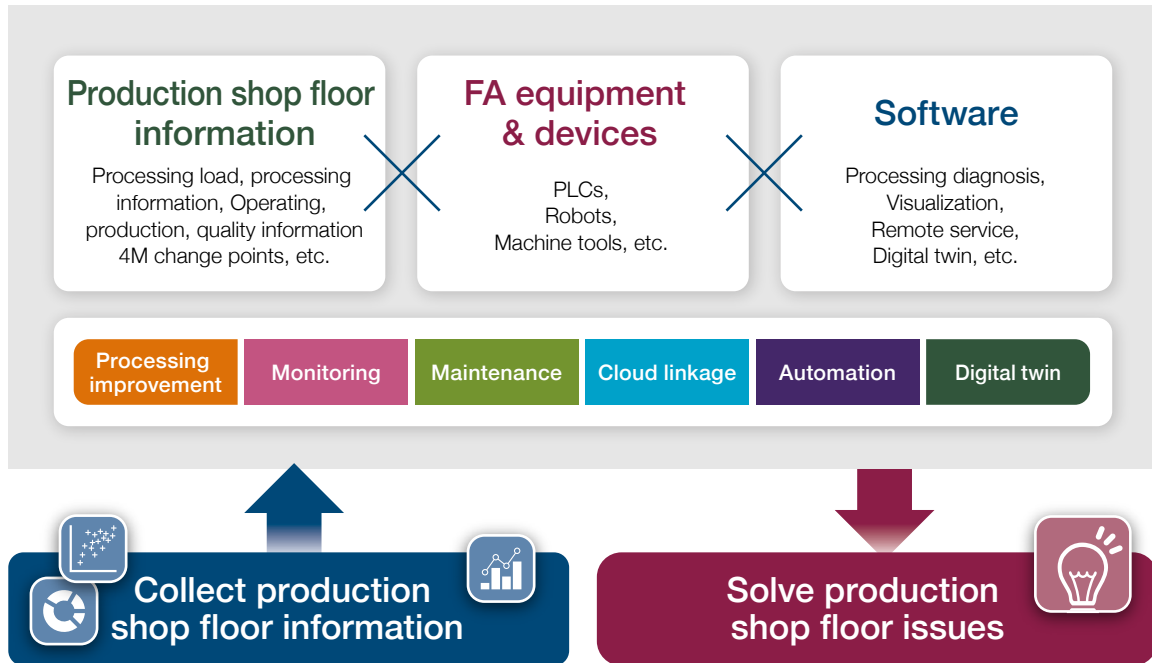 Production shop floor
information
Processing load, processing
information, Operating,
production, quality information
4M change points, etc.
FA equipment
& devices
PLCs,
Robots,
Machine tools, etc.
Software
Processing diagnosis,
Visualization,
Remote service,
Digital twin, etc.
Processing
improvement
Monitoring
Maintenance
Cloud linkage
Automation
Digital twin
Collect production
shop floor information
Solve production
shop floor issues